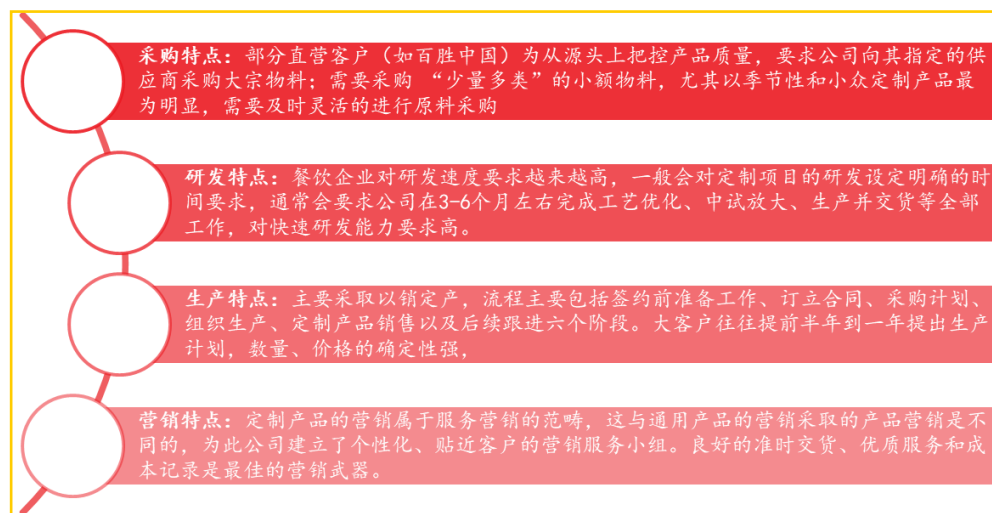 采购特点：部分直营客户（如百胜中国）为从源头上把控产品质量，要求公司向其指定的供
应商采购大宗物料；需要采购 “少量多类”的小额物料，尤其以季节性和小众定制产品最
为明显，需要及时灵活的进行原料采购
研发特点：餐饮企业对研发速度要求越来越高，一般会对定制项目的研发设定明确的时
间要求，通常会要求公司在3-6个月左右完成工艺优化、中试放大、生产并交货等全部
工作，对快速研发能力要求高。
生产特点：主要采取以销定产，流程主要包括签约前准备工作、订立合同、采购计划、
组织生产、定制产品销售以及后续跟进六个阶段。大客户往往提前半年到一年提出生产
计划，数量、价格的确定性强，
营销特点：定制产品的营销属于服务营销的范畴，这与通用产品的营销采取的产品营销是不
同的，为此公司建立了个性化、贴近客户的营销服务小组。良好的准时交货、优质服务和成
本记录是最佳的营销武器。